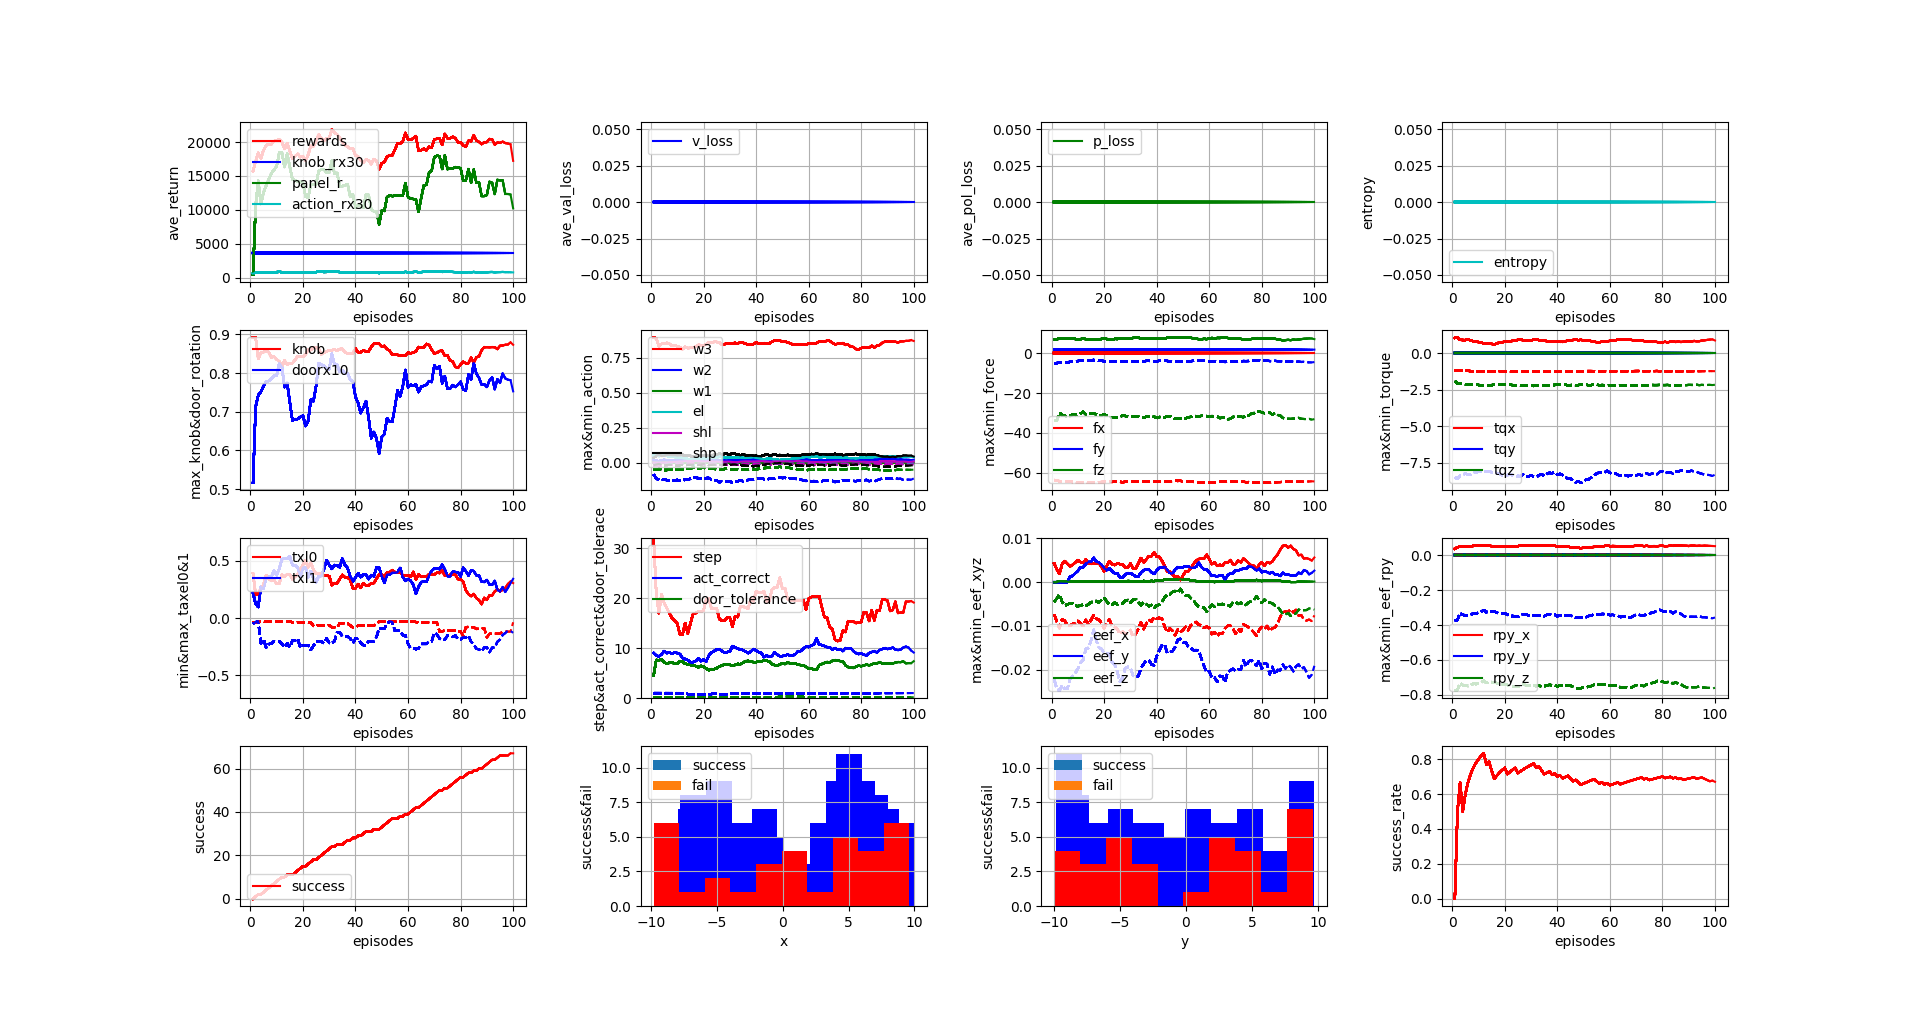 ave_return
20000
15000
10000
5000
0
rewards
knob_rx30
panel_r
action_rx30
0 20 40 60 80 100
episodes
ave_val_loss
0.050
0.025
0.000
−0.025
−0.050
v_loss
0 20 40 60 80 100
episodes
ave_pol_loss
0.050
0.025
0.000
−0.025
−0.050
p_loss
0 20 40 60 80 100
episodes
entropy
0.050
0.025
0.000
−0.025
−0.050
entropy
0 20 40 60 80 100
episodes
max_knob&door_rotation
0.9
0.8
0.7
0.6
0.5
knob
doorx10
0 20 40 60 80 100
episodes
max&min_action
0.75
0.50
0.25
0.00
w3
w2
w1
el
shl
shp
0 20 40 60 80 100
episodes
max&min_force
0
−20
−40
−60
fx
fy
fz
0 20 40 60 80 100
episodes
max&min_torque
0.0
−2.5
−5.0
−7.5
tqx
tqy
tqz
0 20 40 60 80 100
episodes
min&max_taxel0&1
0.5
0.0
−0.5
txl0
txl1
0 20 40 60 80 100
episodes
step&act_correct&door_tolerace
30
20
10
0
step
act_correct
door_tolerance
0 20 40 60 80 100
episodes
max&min_eef_xyz
0.01
0.00
−0.01
−0.02
eef_x
eef_y
eef_z
0 20 40 60 80 100
episodes
max&min_eef_rpy
0.0
−0.2
−0.4
−0.6
−0.8
rpy_x
rpy_y
rpy_z
0 20 40 60 80 100
episodes
success
60
40
20
0
success
0 20 40 60 80 100
episodes
success&fail
10.0
7.5
5.0
2.5
0.0
success
fail
−10 −5 0 5 10
x
success&fail
10.0
7.5
5.0
2.5
0.0
success
fail
−10 −5 0 5 10
y
success_rate
0.8
0.6
0.4
0.2
0.0
0 20 40 60 80 100
episodes